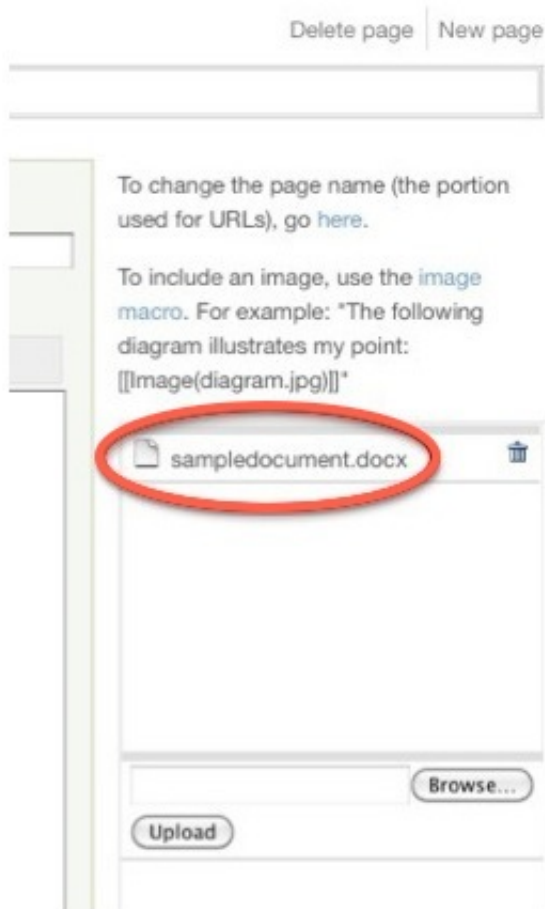 Delete page New page
To change the page name (the portion
used for URLs), go here.
To include an image, use the image
macro. For example: "The following
diagram illustrates my point:
[[Image(diagram.jpg)]]"
sampledocument.docx
Browse...
Upload